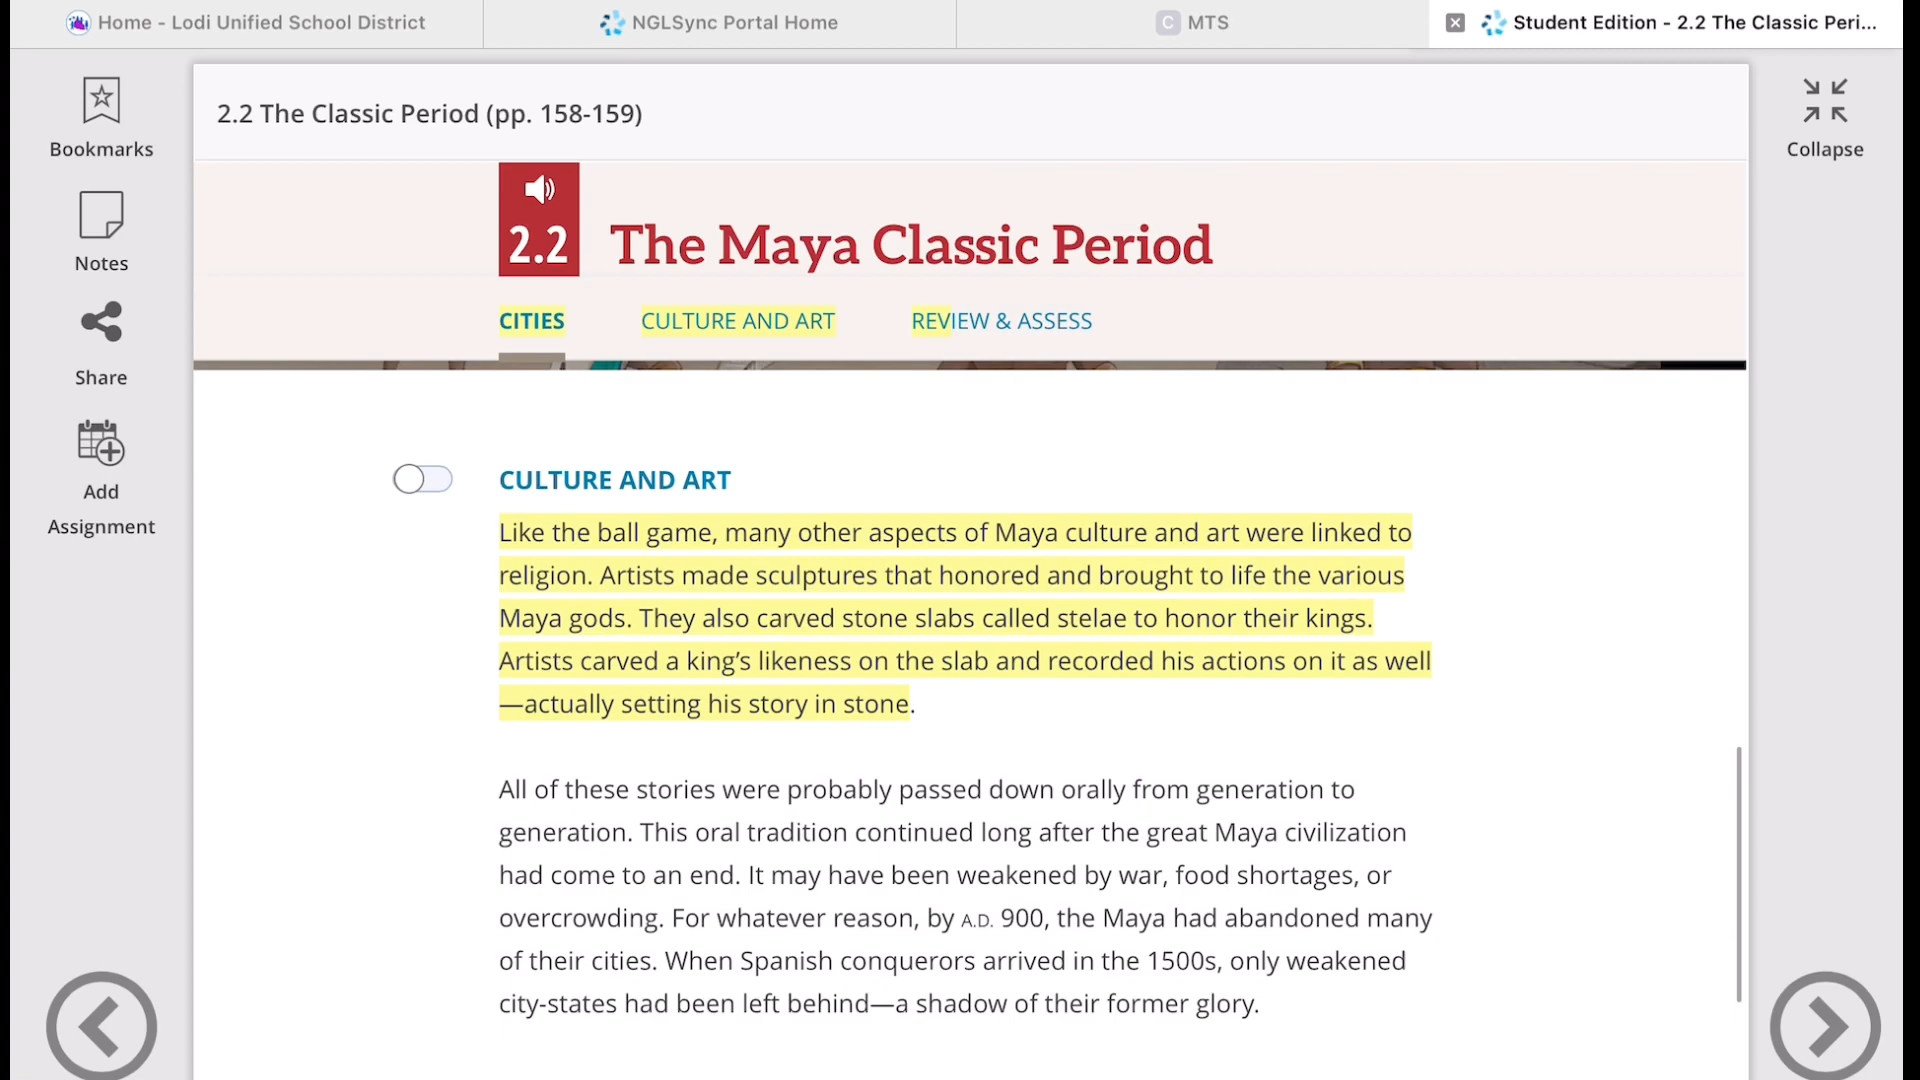 Home - Lodi Unified School District
NGLSync Portal Home
C MTS
Student Edition - 2.2 The Classic Peri...
Bookmarks
Notes
Share
Add
Assignment
2.2 The Classic Period (pp. 158-159)
Collapse
2.2
The Maya Classic Period
CITIES
CULTURE AND ART
REVIEW & ASSESS
CULTURE AND ART
Like the ball game, many other aspects of Maya culture and art were linked to
religion. Artists made sculptures that honored and brought to life the various
Maya gods. They also carved stone slabs called stelae to honor their kings.
Artists carved a king’s likeness on the slab and recorded his actions on it as well
—actually setting his story in stone.
All of these stories were probably passed down orally from generation to
generation. This oral tradition continued long after the great Maya civilization
had come to an end. It may have been weakened by war, food shortages, or
overcrowding. For whatever reason, by A.D. 900, the Maya had abandoned many
of their cities. When Spanish conquerors arrived in the 1500s, only weakened
city-states had been left behind—a shadow of their former glory.